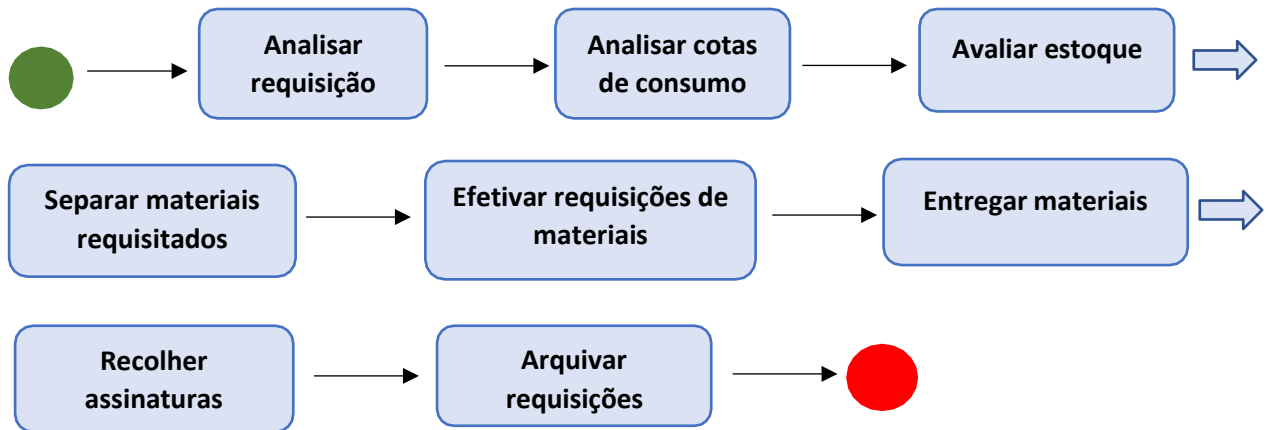 Analisar
requisição
Analisar cotas
de consumo
Avaliar estoque
Separar materiais
requisitados
Efetivar requisições de
materiais
Entregar materiais
Recolher
assinaturas
Arquivar
requisições